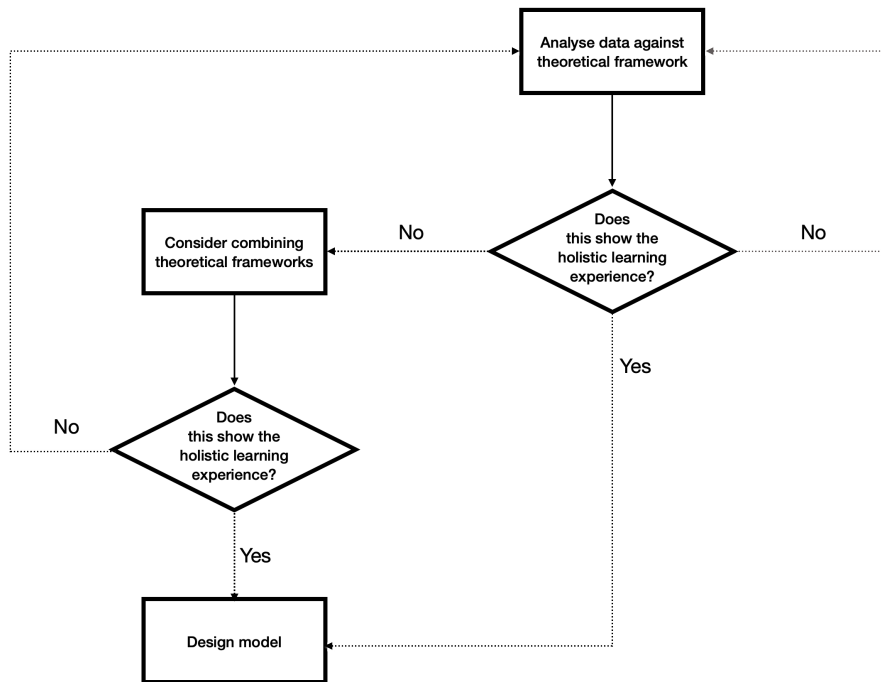 Analyse data against
theoretical framework
Does
this show the
holistic learning
experience?
No
No
Consider combining
theoretical frameworks
Yes
Does
this show the
holistic learning
experience?
No
Yes
Design model